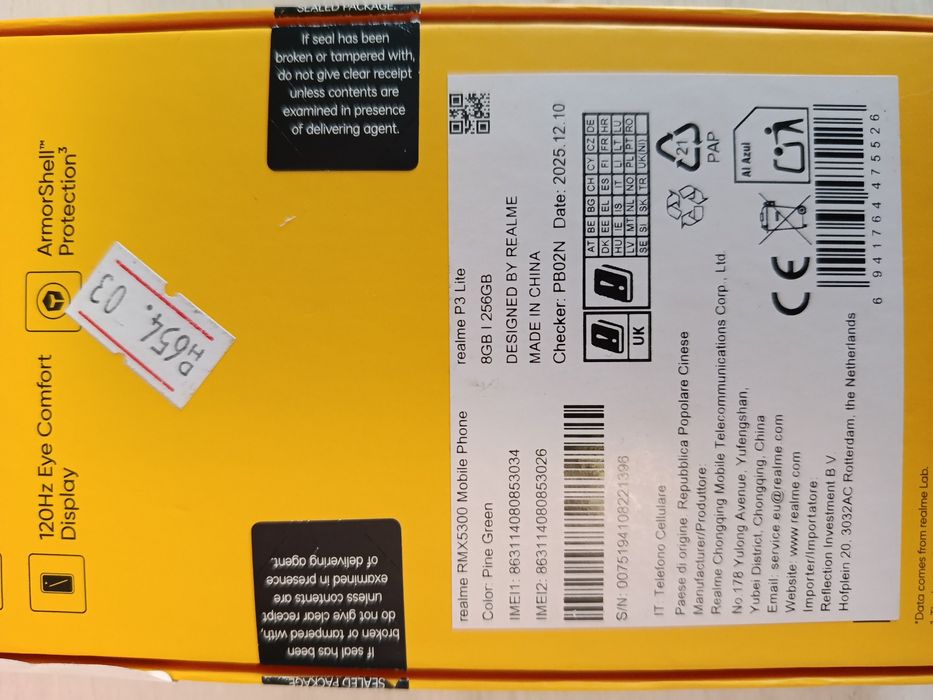 SEALED PACKAGE.
If seal has been
broken or tampered with,
do not give clear receipt
unless contents are
examined in presence
of delivering agent.
120Hz Eye Comfort
Display
ArmorShell™
Protection³
H654.03
realme RMX5300 Mobile Phone
realme P3 Lite
Color: Pine Green
8GB | 256GB
IMEI1: 863114080853034
DESIGNED BY REALME
IMEI2: 863114080853026
MADE IN CHINA
Checker: PB02N Date: 2025.12.10
S/N: 0075194108221396
UK
AT BE BG CH CY CZ DE
DK EE EL ES FI FR HR
HU IE IS IT LI LT LU
LV MT NL NO PL PT RO
SE SI SK TR UK(NI)
IT: Telefono Cellulare
Paese di origine: Repubblica Popolare Cinese
Manufacturer/Produttore:
Realme Chongqing Mobile Telecommunications Corp., Ltd.
No.178 Yulong Avenue, Yufengshan,
Yubei District, Chongqing, China
Email: service.eu@realme.com
Website: www.realme.com
Importer/Importatore:
Reflection Investment B.V.
Hofplein 20, 3032AC Rotterdam, the Netherlands
21
PAP
Al Azul
CE
6 941764 475526
If seal has been
broken or tampered with,
do not give clear receipt
unless contents are
examined in presence
of delivering agent.
SEALED PACKAGE.
*Data comes from realme Lab.